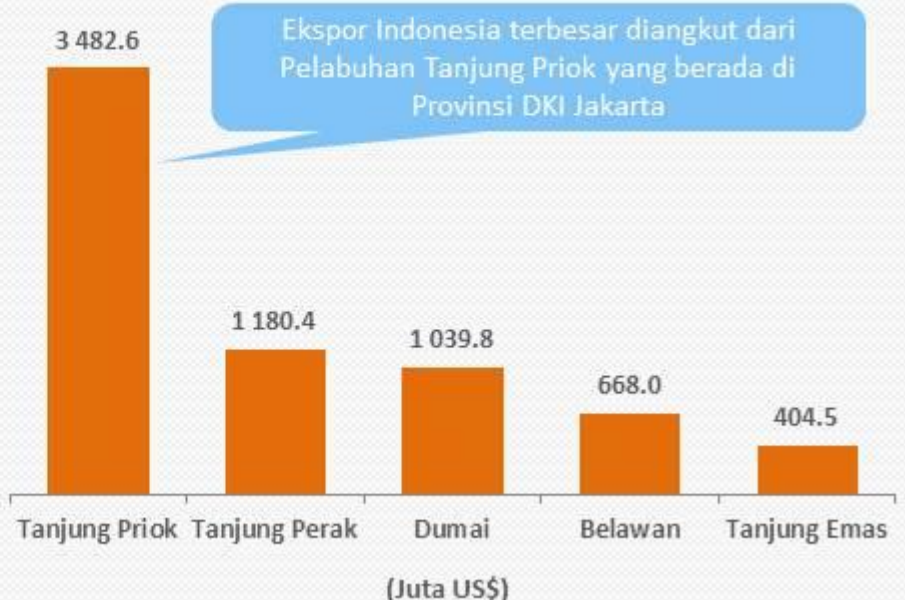 3 482.6
Ekspor Indonesia terbesar diangkut dari
Pelabuhan Tanjung Priok yang berada di
Provinsi DKI Jakarta
1 180.4
1 039.8
668.0
404.5
Tanjung Priok Tanjung Perak Dumai Belawan Tanjung Emas
(Juta US$)